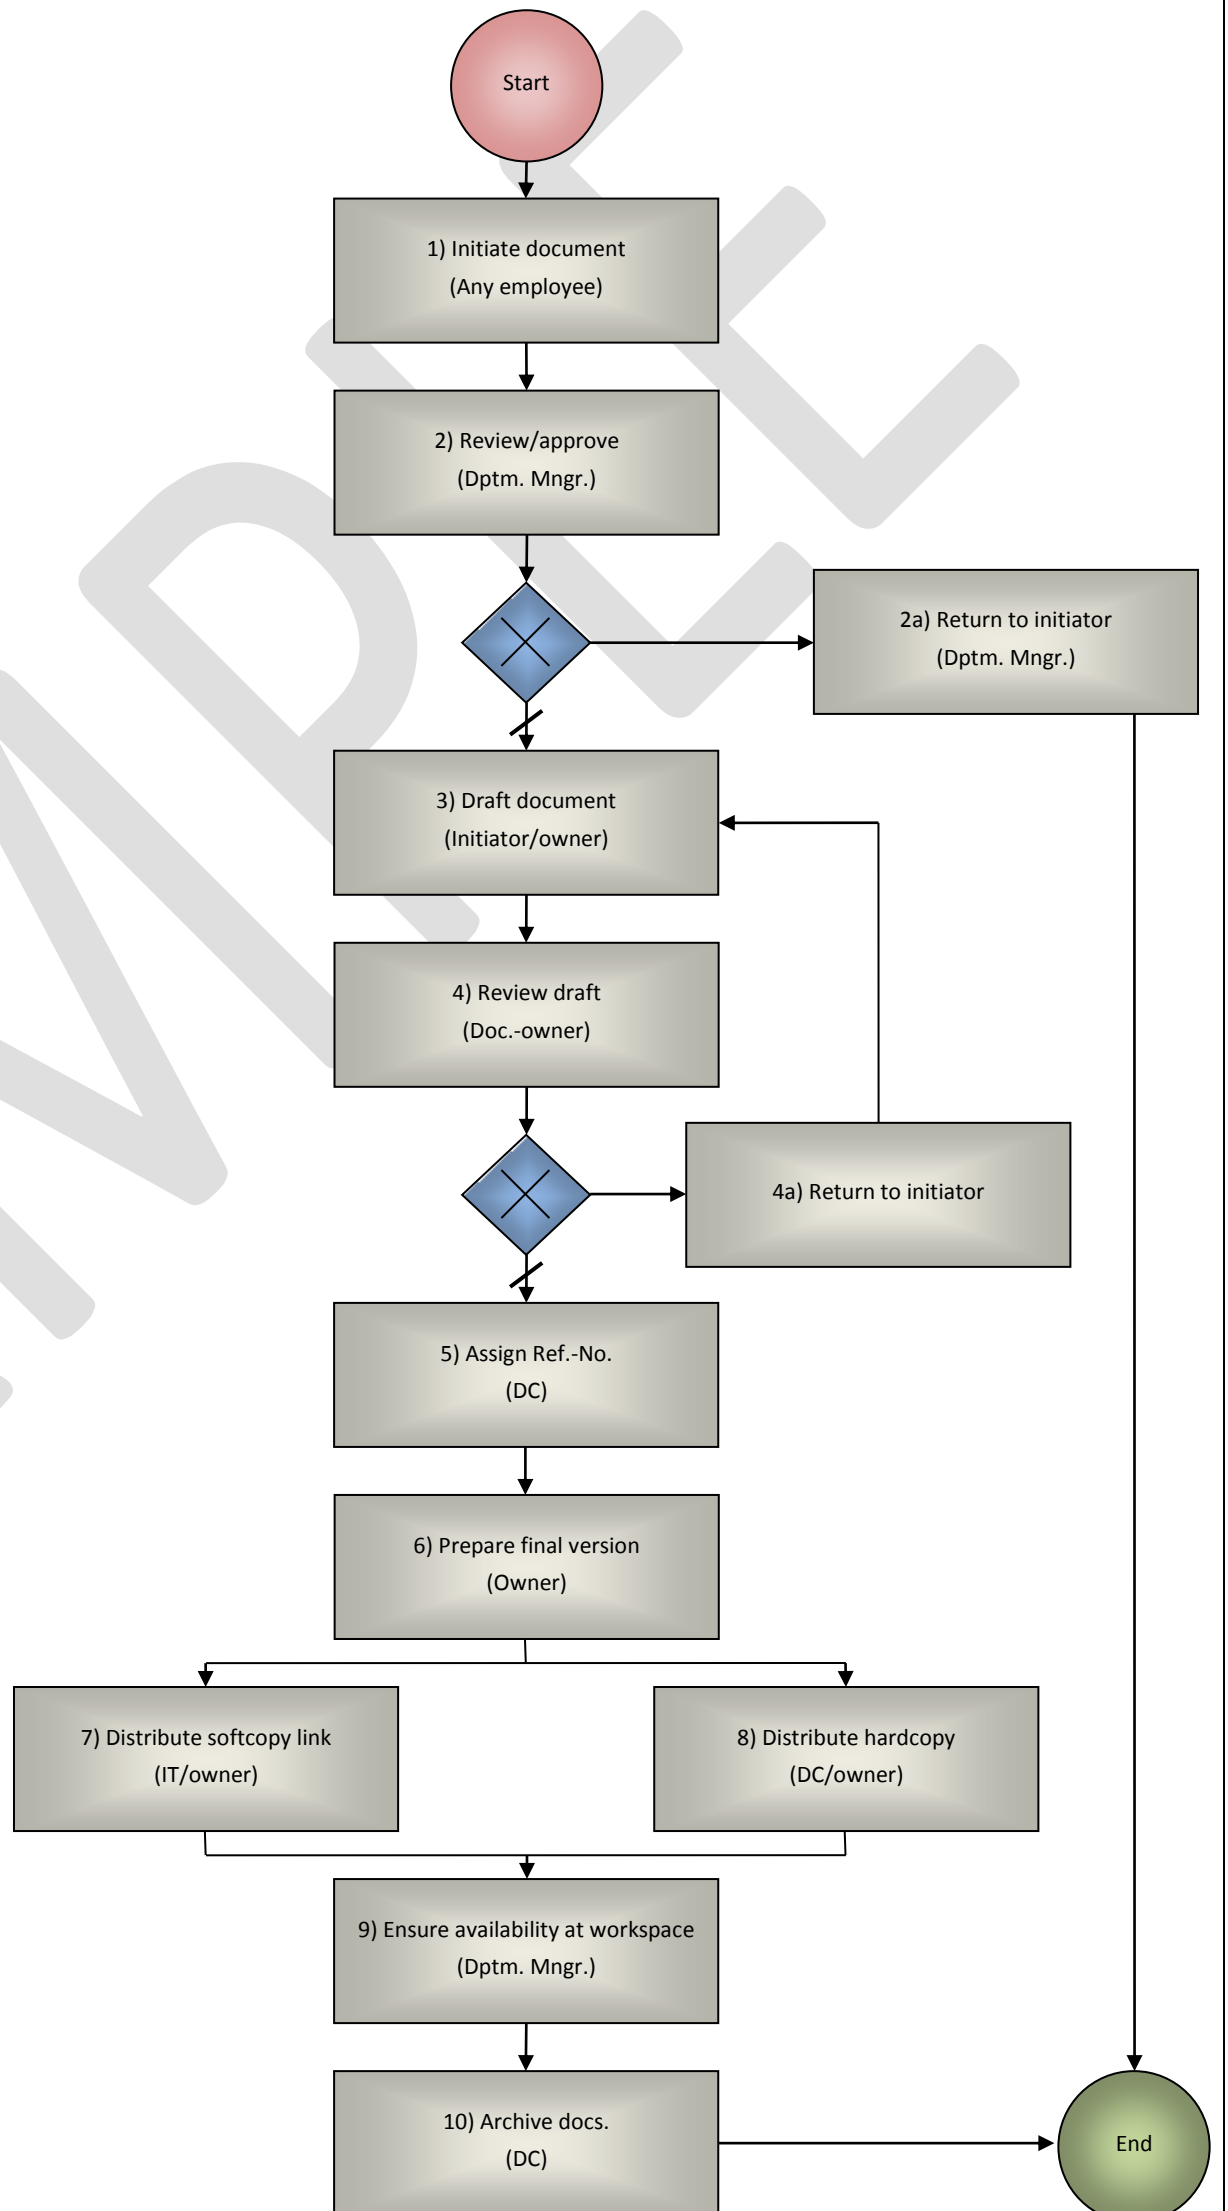 Start
1) Initiate document
(Any employee)
2) Review/approve
(Dptm. Mngr.)
2a) Return to initiator
(Dptm. Mngr.)
3) Draft document
(Initiator/owner)
4) Review draft
(Doc.-owner)
4a) Return to initiator
5) Assign Ref.-No.
(DC)
6) Prepare final version
(Owner)
7) Distribute softcopy link
(IT/owner)
8) Distribute hardcopy
(DC/owner)
9) Ensure availability at workspace
(Dptm. Mngr.)
10) Archive docs.
(DC)
End